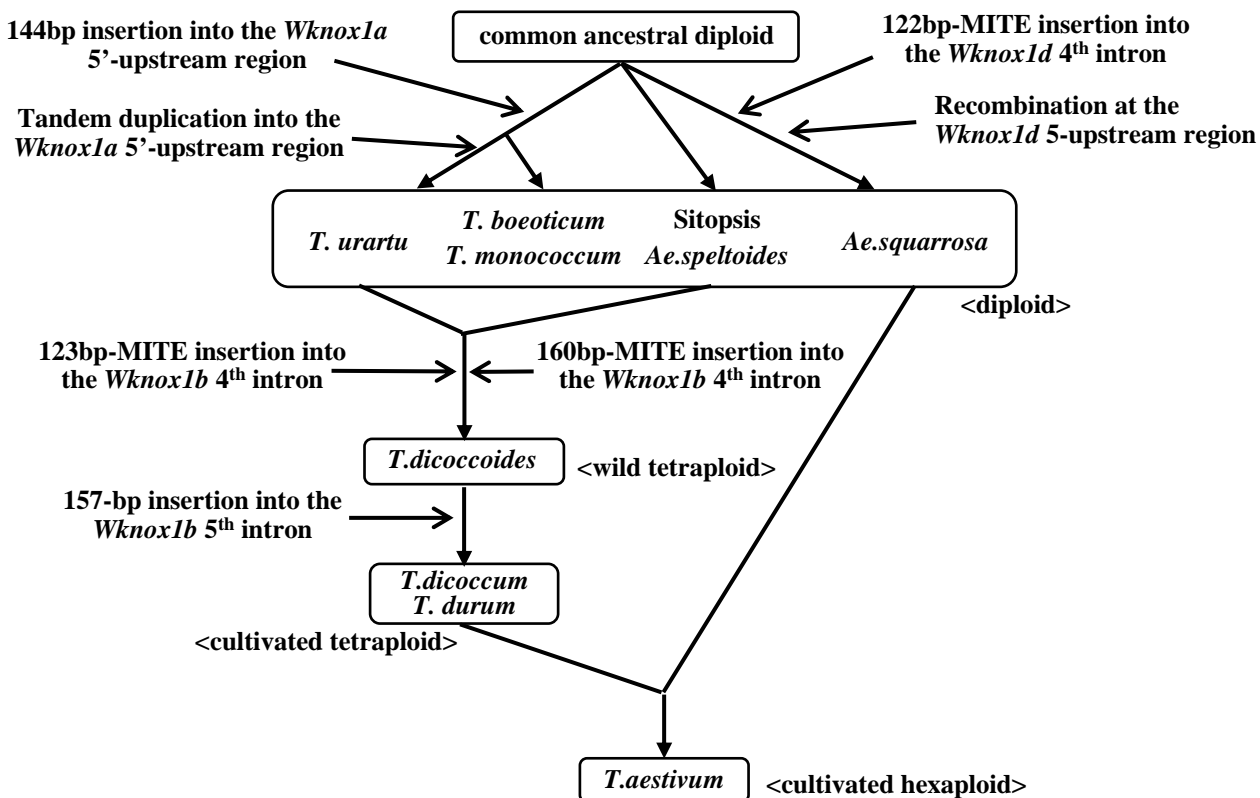 common ancestral diploid
144bp insertion into the Wknox1a
5’-upstream region
122bp-MITE insertion into
the Wknox1d 4th intron
Tandem duplication into the
Wknox1a 5’-upstream region
Recombination at the
Wknox1d 5-upstream region
T. urartu
T. boeoticum
T. monococcum
Sitopsis
Ae.speltoides
Ae.squarrosa
<diploid>
123bp-MITE insertion into
the Wknox1b 4th intron
160bp-MITE insertion into
the Wknox1b 4th intron
T.dicoccoides
<wild tetraploid>
157-bp insertion into the
Wknox1b 5th intron
T.dicoccum
T. durum
<cultivated tetraploid>
T.aestivum
<cultivated hexaploid>